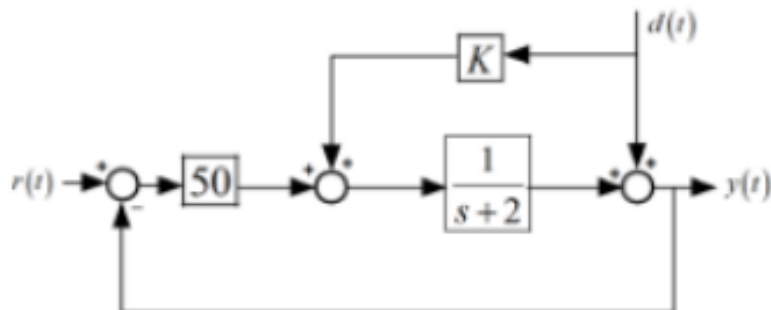 d(t)
K
r(t)
50
1
s+2
y(t)
+
−
+
+
+
+